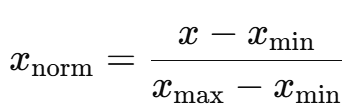 x_norm = (x − x_min) / (x_max − x_min)